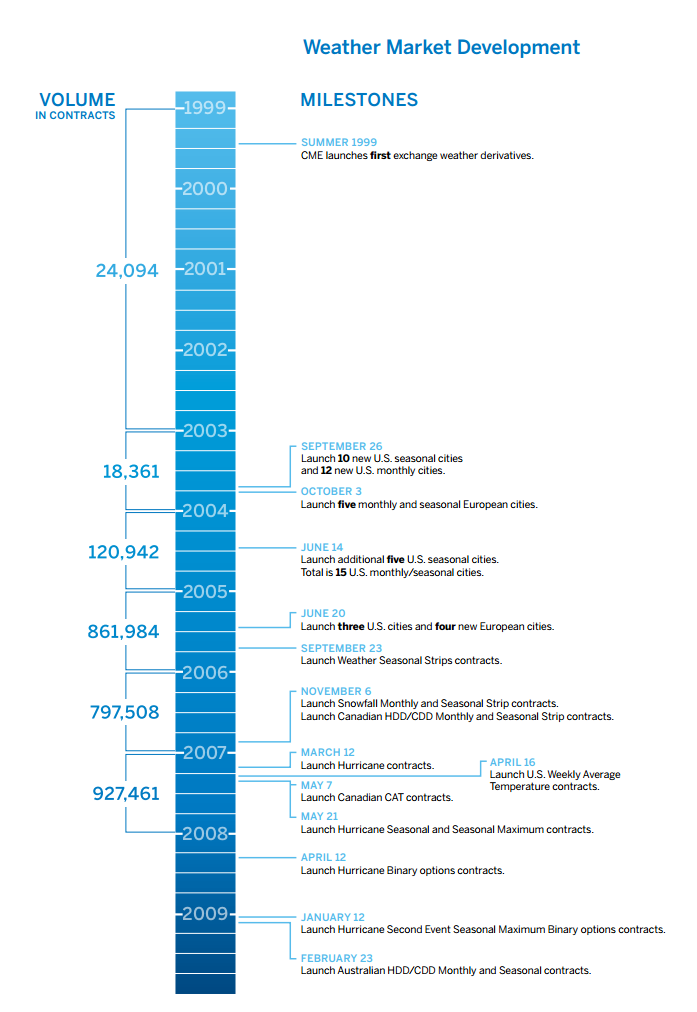 Weather Market Development
VOLUME
IN CONTRACTS
MILESTONES
1999
SUMMER 1999
CME launches first exchange weather derivatives.
2000
24,094
2001
2002
2003
SEPTEMBER 26
Launch 10 new U.S. seasonal cities
and 12 new U.S. monthly cities.
18,361
OCTOBER 3
Launch five monthly and seasonal European cities.
2004
JUNE 14
Launch additional five U.S. seasonal cities.
Total is 15 U.S. monthly/seasonal cities.
120,942
2005
JUNE 20
Launch three U.S. cities and four new European cities.
861,984
SEPTEMBER 23
Launch Weather Seasonal Strips contracts.
2006
NOVEMBER 6
Launch Snowfall Monthly and Seasonal Strip contracts.
Launch Canadian HDD/CDD Monthly and Seasonal Strip contracts.
797,508
2007
MARCH 12
Launch Hurricane contracts.
APRIL 16
Launch U.S. Weekly Average
Temperature contracts.
MAY 7
Launch Canadian CAT contracts.
927,461
MAY 21
Launch Hurricane Seasonal and Seasonal Maximum contracts.
2008
APRIL 12
Launch Hurricane Binary options contracts.
2009
JANUARY 12
Launch Hurricane Second Event Seasonal Maximum Binary options contracts.
FEBRUARY 23
Launch Australian HDD/CDD Monthly and Seasonal contracts.